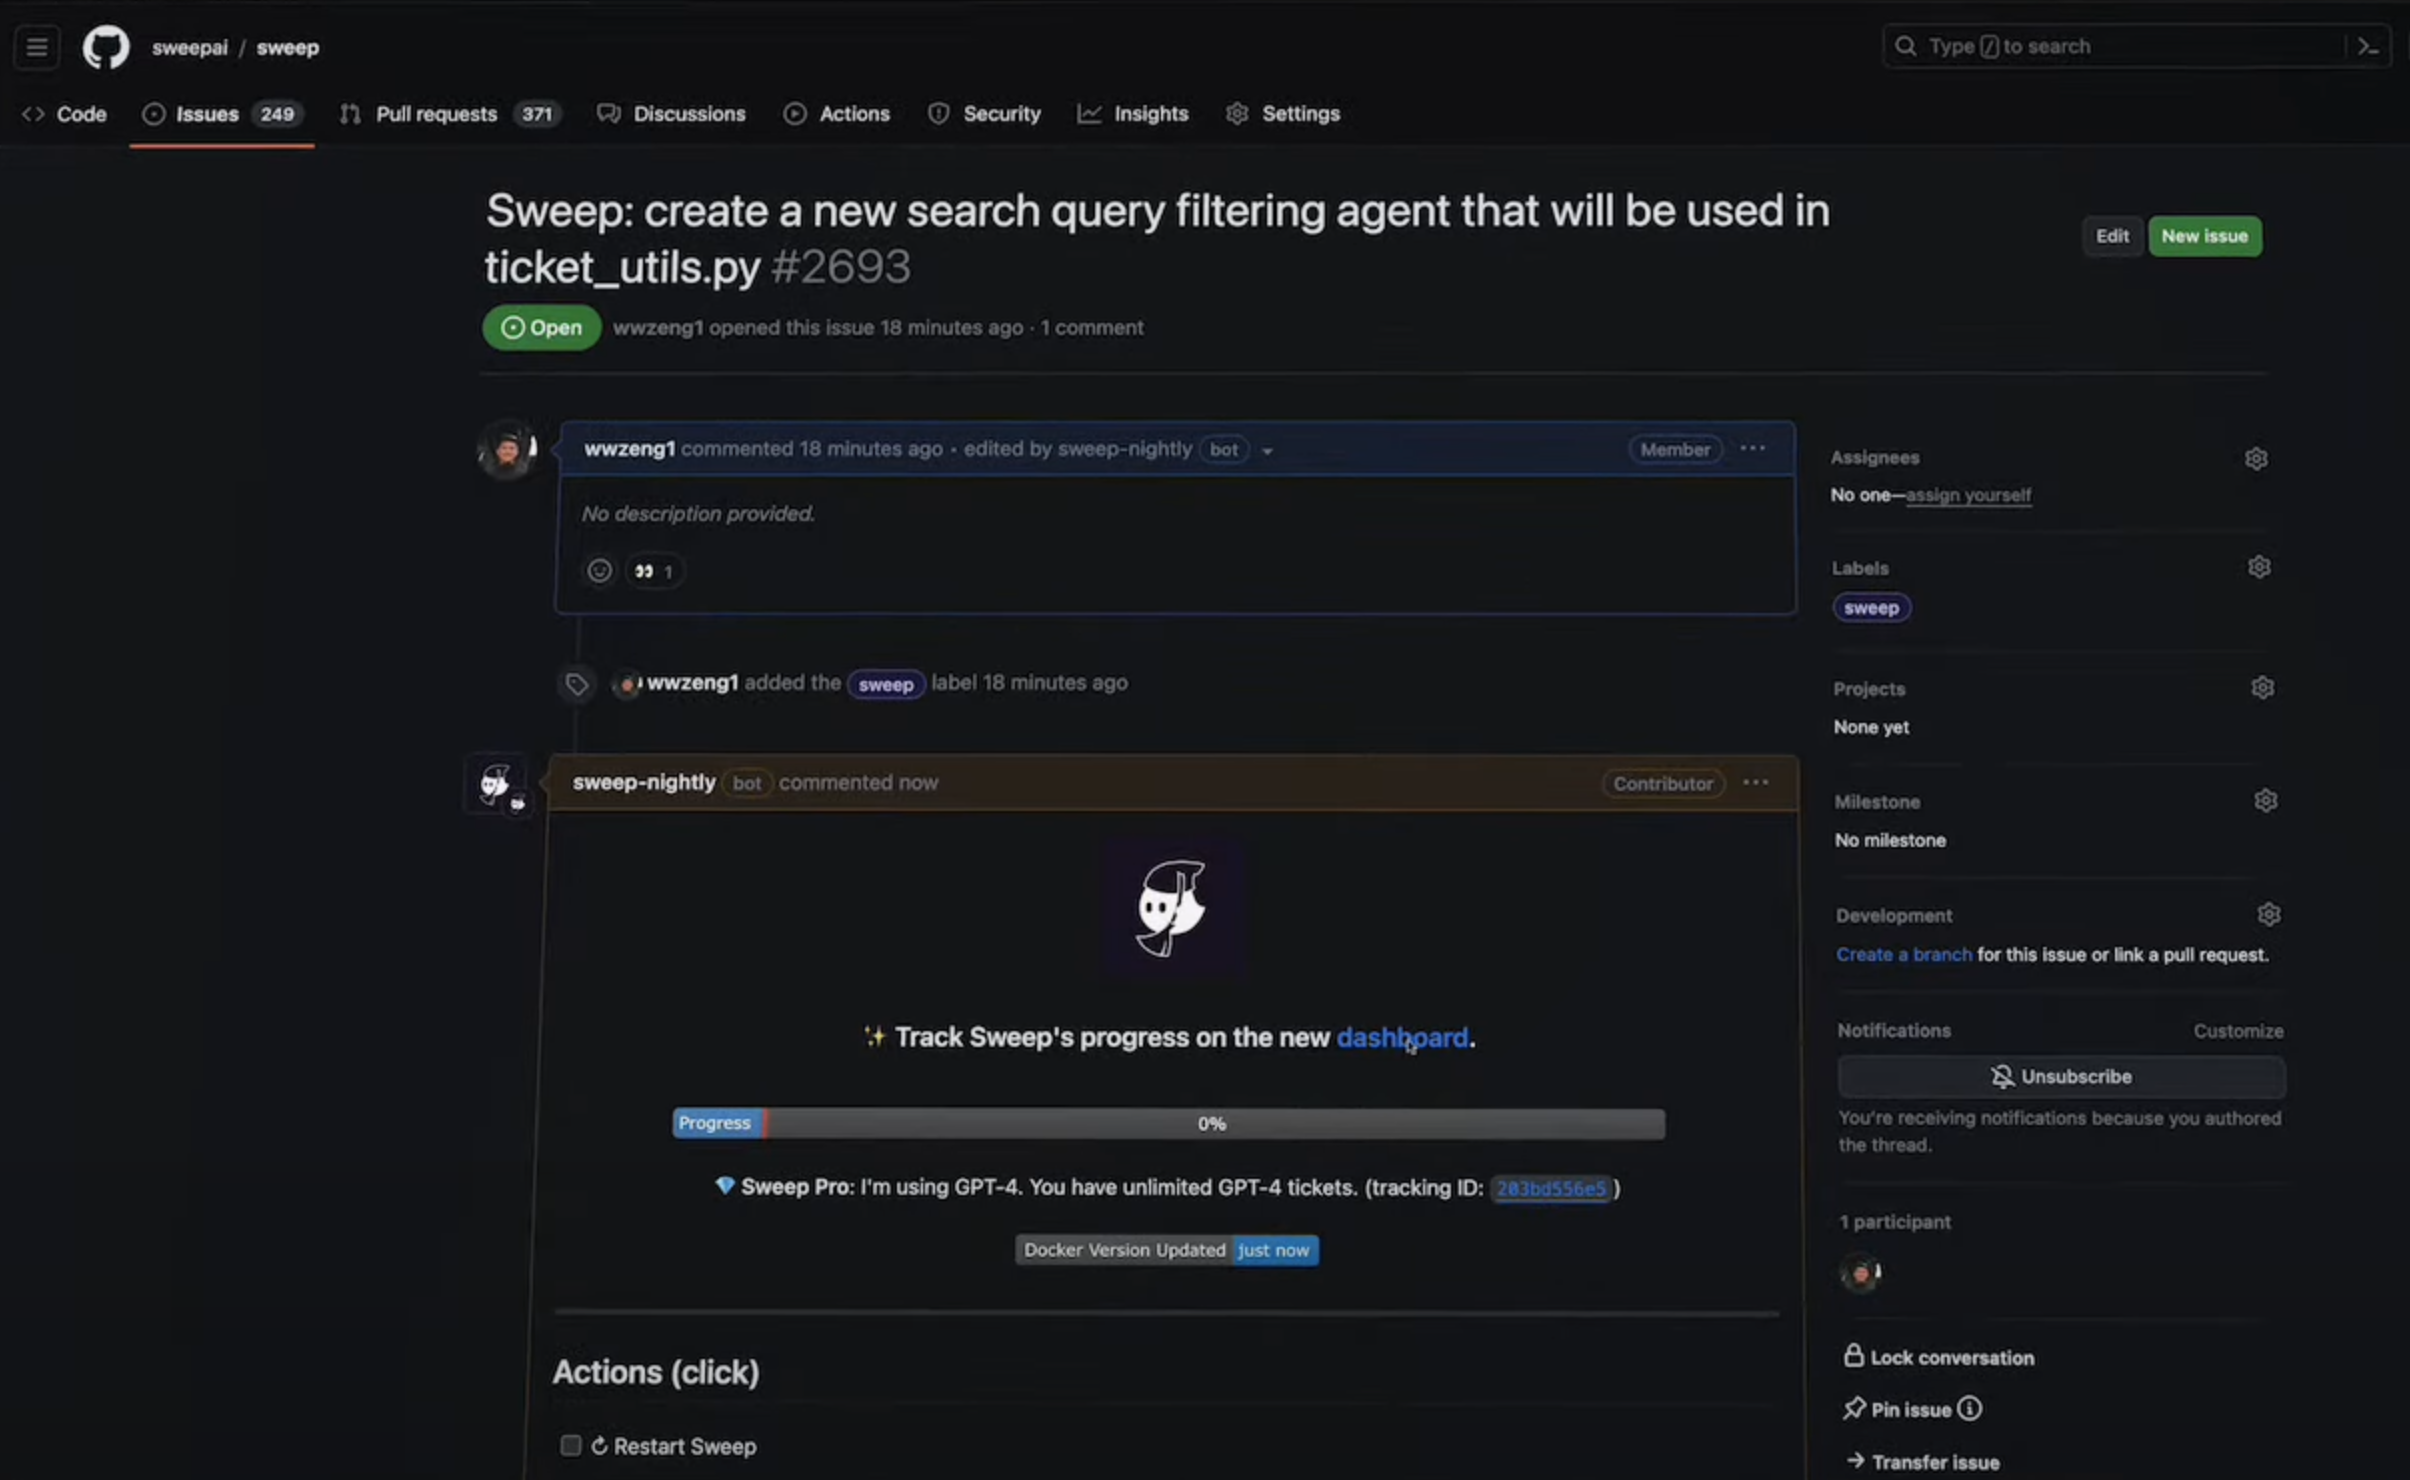 sweepai / sweep
Type / to search
Code
Issues 249
Pull requests 371
Discussions
Actions
Security
Insights
Settings
Sweep: create a new search query filtering agent that will be used in
ticket_utils.py #2693
Edit
New issue
Open
wwzeng1 opened this issue 18 minutes ago · 1 comment
wwzeng1 commented 18 minutes ago • edited by sweep-nightly bot
Member
No description provided.
1
wwzeng1 added the sweep label 18 minutes ago
sweep-nightly bot commented now
Contributor
✨ Track Sweep's progress on the new dashboard.
Progress 0%
💎 Sweep Pro: I'm using GPT-4. You have unlimited GPT-4 tickets. (tracking ID: 203bd556e5)
Docker Version Updated just now
Actions (click)
↻ Restart Sweep
Assignees
No one—assign yourself
Labels
sweep
Projects
None yet
Milestone
No milestone
Development
Create a branch for this issue or link a pull request.
Notifications
Customize
Unsubscribe
You're receiving notifications because you authored
the thread.
1 participant
Lock conversation
Pin issue
Transfer issue